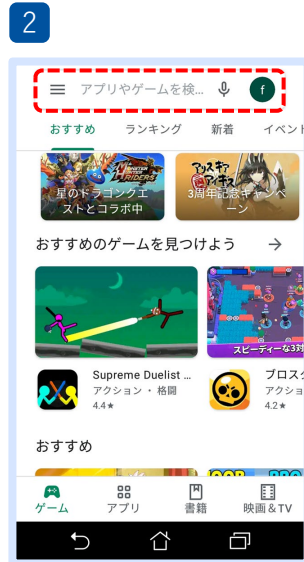 2
アプリやゲームを検...
f
おすすめ ランキング 新着 イベント
MONSTER HUNTER RIDERS
星のドラゴンクエ
ストとコラボ中
3周年記念キャンペ
ーン
おすすめのゲームを見つけよう →
スピーディーな3対
Supreme Duelist ...
アクション・格闘
4.4★
ブロスタ
アクショ
4.2★
おすすめ
ゲーム アプリ 書籍 映画&TV